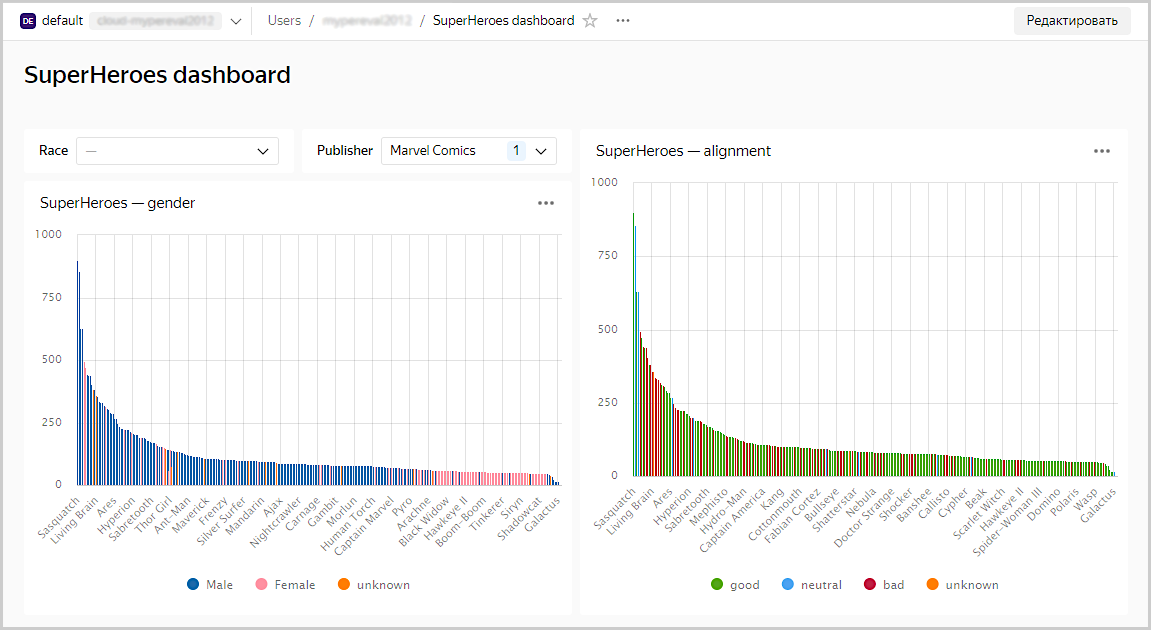 DE default Users / / SuperHeroes dashboard Редактировать
SuperHeroes dashboard
Race — Publisher Marvel Comics 1
SuperHeroes — gender
1000
750
500
250
0
Sasquatch
Living Brain
Ares
Hyperion
Sabretooth
Thor Girl
Ant-Man
Maverick
Frenzy
Silver Surfer
Mandarin
Ajax
Nightcrawler
Carnage
Gambit
Morlun
Human Torch
Captain Marvel
Pyro
Arachne
Black Widow
Hawkeye II
Boom-Boom
Tinkerer
Siryn
Shadowcat
Galactus
Male Female unknown
SuperHeroes — alignment
1000
750
500
250
0
Sasquatch
Living Brain
Ares
Hyperion
Sabretooth
Mephisto
Hydro-Man
Captain America
Kang
Cottonmouth
Fabian Cortez
Bullseye
Shatterstar
Nebula
Doctor Strange
Shocker
Banshee
Callisto
Cypher
Beak
Scarlet Witch
Hawkeye II
Spider-Woman III
Domino
Polaris
Wasp
Galactus
good neutral bad unknown